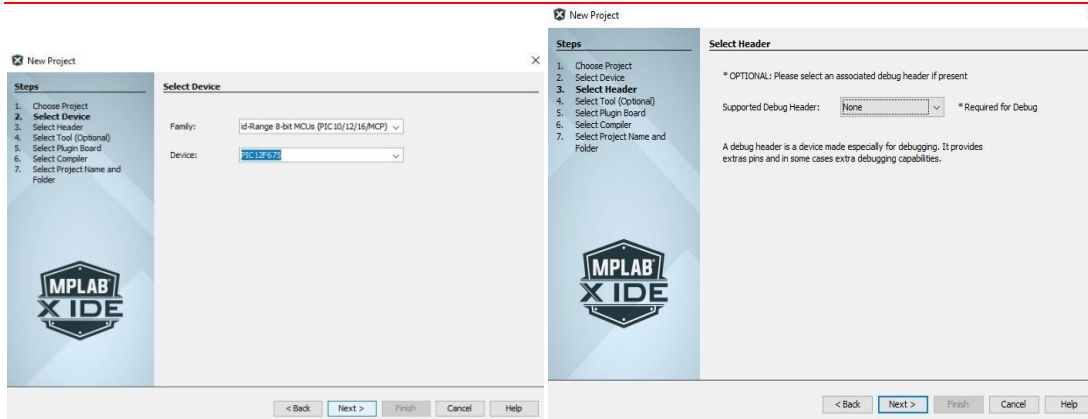 New Project
Steps
1. Choose Project
2. Select Device
3. Select Header
4. Select Tool (Optional)
5. Select Plugin Board
6. Select Compiler
7. Select Project Name and
Folder
MPLAB
X IDE
Select Device
Family: id-Range 8-bit MCUs (PIC10/12/16/MCP)
Device: PIC12F675
< Back Next > Finish Cancel Help
New Project
Steps
1. Choose Project
2. Select Device
3. Select Header
4. Select Tool (Optional)
5. Select Plugin Board
6. Select Compiler
7. Select Project Name and
Folder
MPLAB
X IDE
Select Header
* OPTIONAL: Please select an associated debug header if present
Supported Debug Header: None * Required for Debug
A debug header is a device made especially for debugging. It provides
extras pins and in some cases extra debugging capabilities.
< Back Next > Finish Cancel Help